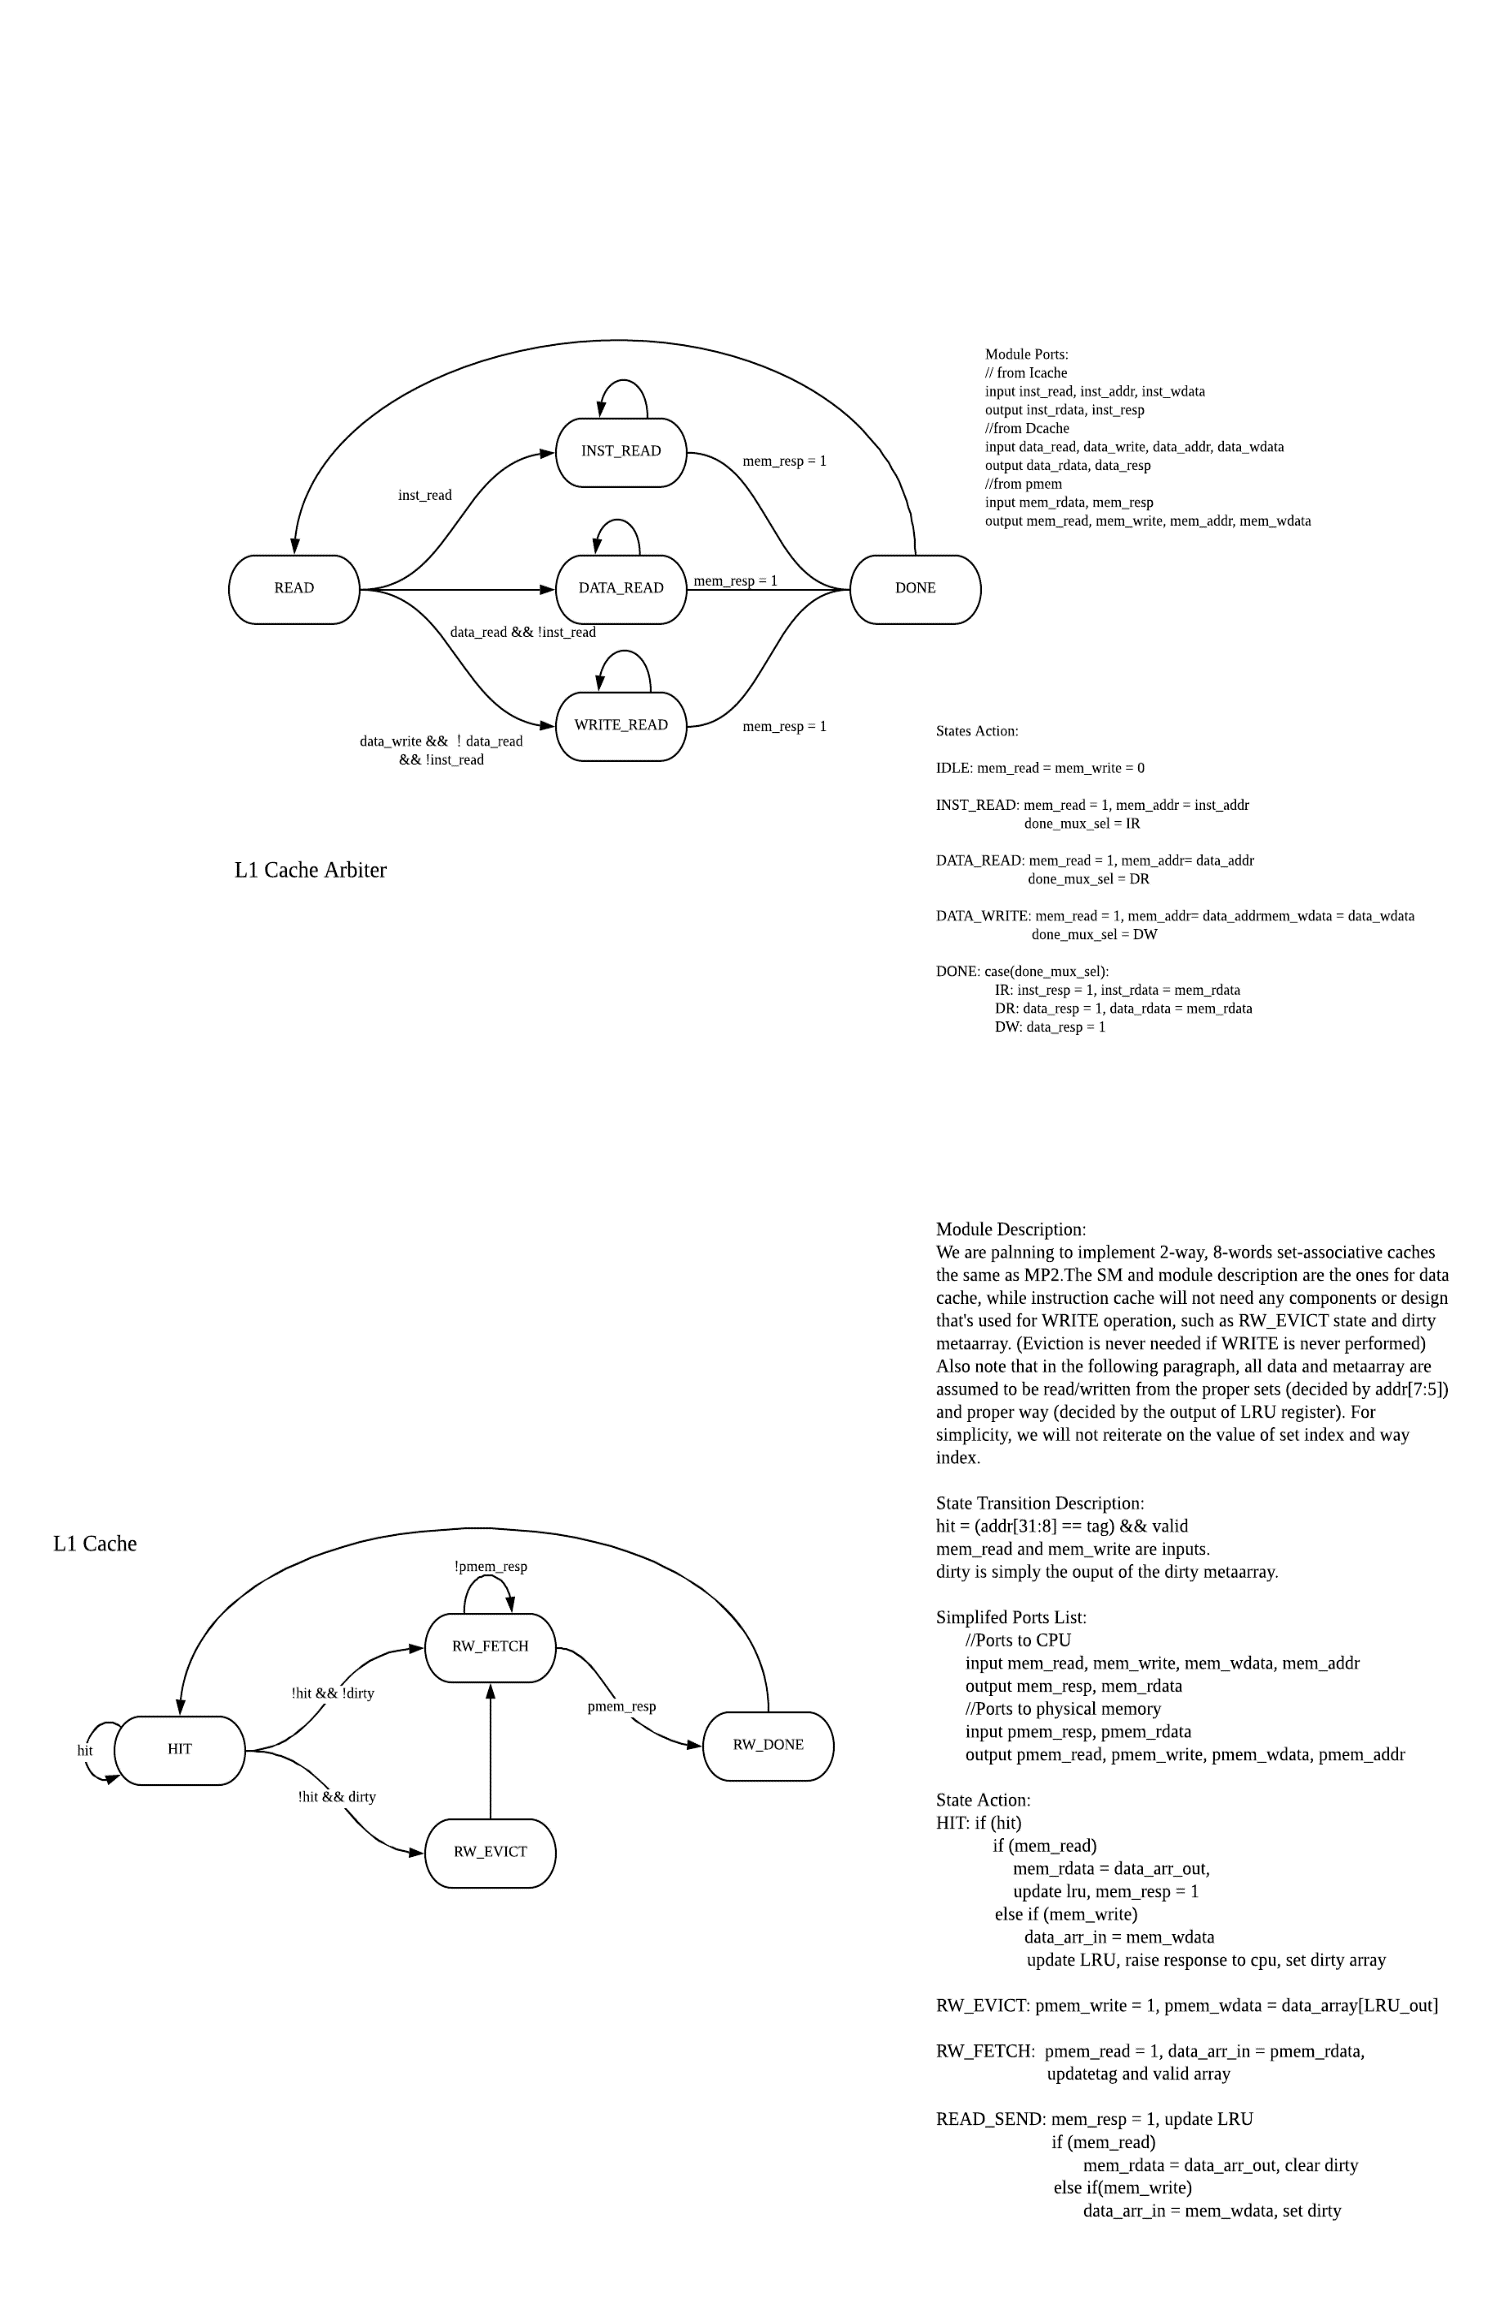 Module Ports:
// from Icache
input inst_read, inst_addr, inst_wdata
output inst_rdata, inst_resp
//from Dcache
input data_read, data_write, data_addr, data_wdata
output data_rdata, data_resp
//from pmem
input mem_rdata, mem_resp
output mem_read, mem_write, mem_addr, mem_wdata
INST_READ
mem_resp = 1
inst_read
READ
DATA_READ
mem_resp = 1
DONE
data_read && !inst_read
WRITE_READ
mem_resp = 1
data_write && ! data_read
&& !inst_read
L1 Cache Arbiter
States Action:
IDLE: mem_read = mem_write = 0
INST_READ: mem_read = 1, mem_addr = inst_addr
done_mux_sel = IR
DATA_READ: mem_read = 1, mem_addr= data_addr
done_mux_sel = DR
DATA_WRITE: mem_read = 1, mem_addr= data_addrmem_wdata = data_wdata
done_mux_sel = DW
DONE: case(done_mux_sel):
IR: inst_resp = 1, inst_rdata = mem_rdata
DR: data_resp = 1, data_rdata = mem_rdata
DW: data_resp = 1
Module Description:
We are palnning to implement 2-way, 8-words set-associative caches
the same as MP2.The SM and module description are the ones for data
cache, while instruction cache will not need any components or design
that's used for WRITE operation, such as RW_EVICT state and dirty
metaarray. (Eviction is never needed if WRITE is never performed)
Also note that in the following paragraph, all data and metaarray are
assumed to be read/written from the proper sets (decided by addr[7:5])
and proper way (decided by the output of LRU register). For
simplicity, we will not reiterate on the value of set index and way
index.
State Transition Description:
hit = (addr[31:8] == tag) && valid
mem_read and mem_write are inputs.
dirty is simply the ouput of the dirty metaarray.
Simplifed Ports List:
//Ports to CPU
input mem_read, mem_write, mem_wdata, mem_addr
output mem_resp, mem_rdata
//Ports to physical memory
input pmem_resp, pmem_rdata
output pmem_read, pmem_write, pmem_wdata, pmem_addr
State Action:
HIT: if (hit)
if (mem_read)
mem_rdata = data_arr_out,
update lru, mem_resp = 1
else if (mem_write)
data_arr_in = mem_wdata
update LRU, raise response to cpu, set dirty array
RW_EVICT: pmem_write = 1, pmem_wdata = data_array[LRU_out]
RW_FETCH: pmem_read = 1, data_arr_in = pmem_rdata,
updatetag and valid array
READ_SEND: mem_resp = 1, update LRU
if (mem_read)
mem_rdata = data_arr_out, clear dirty
else if(mem_write)
data_arr_in = mem_wdata, set dirty
L1 Cache
!pmem_resp
RW_FETCH
!hit && !dirty
pmem_resp
hit
HIT
RW_DONE
!hit && dirty
RW_EVICT